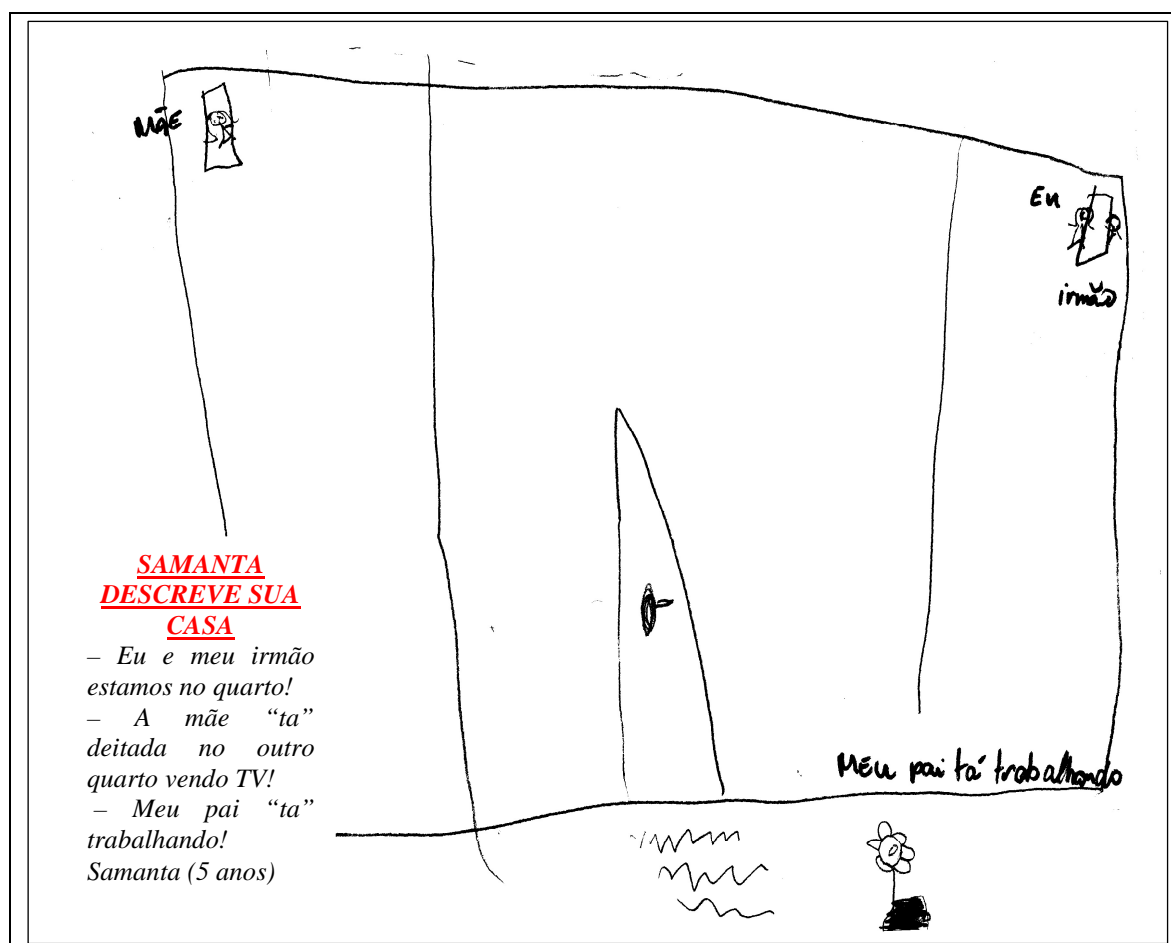 MÃE
Eu
irmão
SAMANTA
DESCREVE SUA
CASA
– Eu e meu irmão
estamos no quarto!
– A mãe “ta”
deitada no outro
quarto vendo TV!
– Meu pai “ta”
trabalhando!
Samanta (5 anos)
MEu pai tá trabalhando